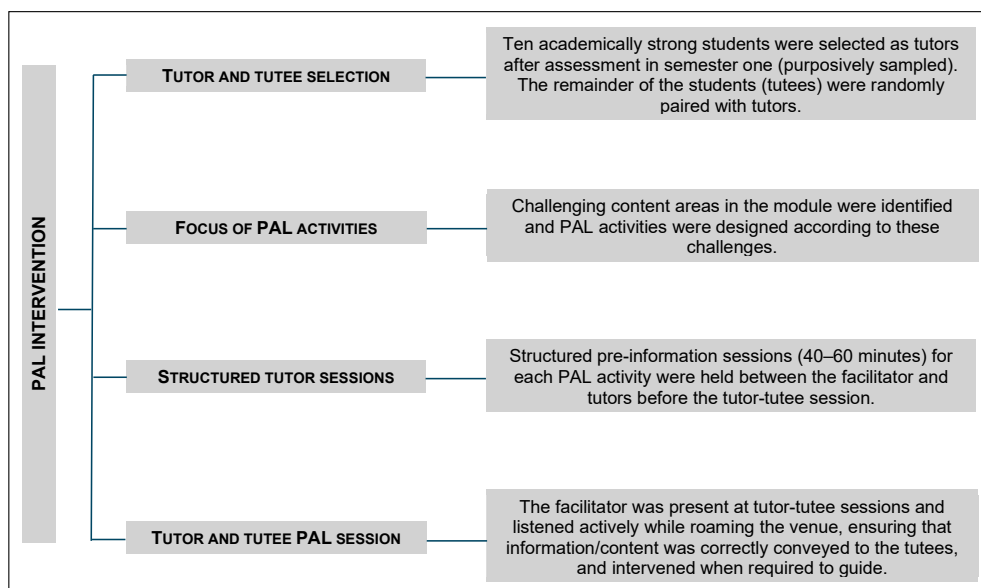 PAL INTERVENTION
TUTOR AND TUTEE SELECTION
Ten academically strong students were selected as tutors
after assessment in semester one (purposively sampled).
The remainder of the students (tutees) were randomly
paired with tutors.
FOCUS OF PAL ACTIVITIES
Challenging content areas in the module were identified
and PAL activities were designed according to these
challenges.
STRUCTURED TUTOR SESSIONS
Structured pre-information sessions (40–60 minutes) for
each PAL activity were held between the facilitator and
tutors before the tutor-tutee session.
TUTOR AND TUTEE PAL SESSION
The facilitator was present at tutor-tutee sessions and
listened actively while roaming the venue, ensuring that
information/content was correctly conveyed to the tutees,
and intervened when required to guide.